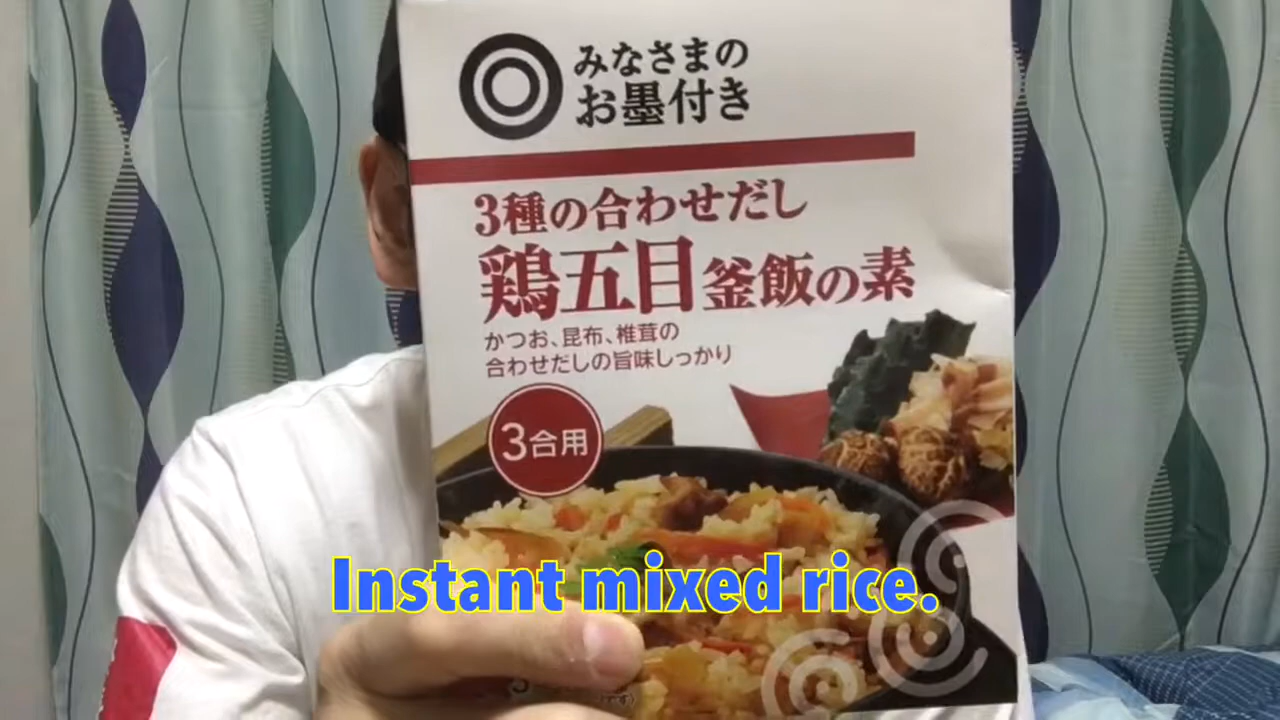 みなさまの
お墨付き
3種の合わせだし
鶏五目釜飯の素
かつお、昆布、椎茸の
合わせだしの旨味しっかり
3合用
Instant mixed rice.